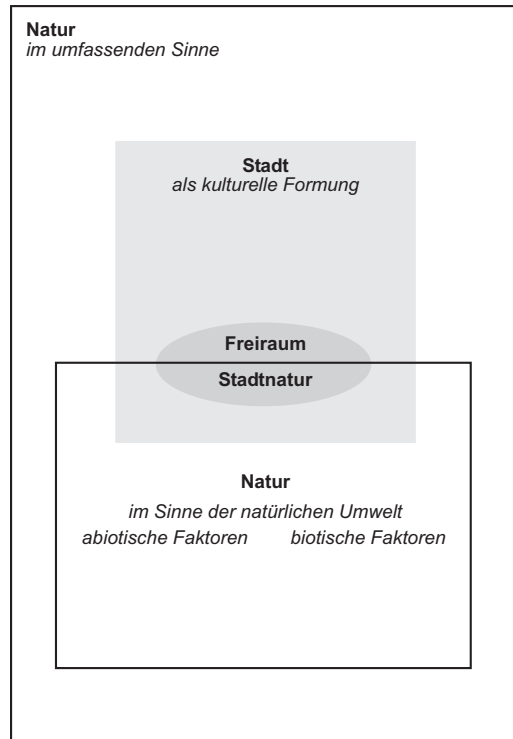 Natur
im umfassenden Sinne
Stadt
als kulturelle Formung
Freiraum
Stadtnatur
Natur
im Sinne der natürlichen Umwelt
abiotische Faktoren biotische Faktoren